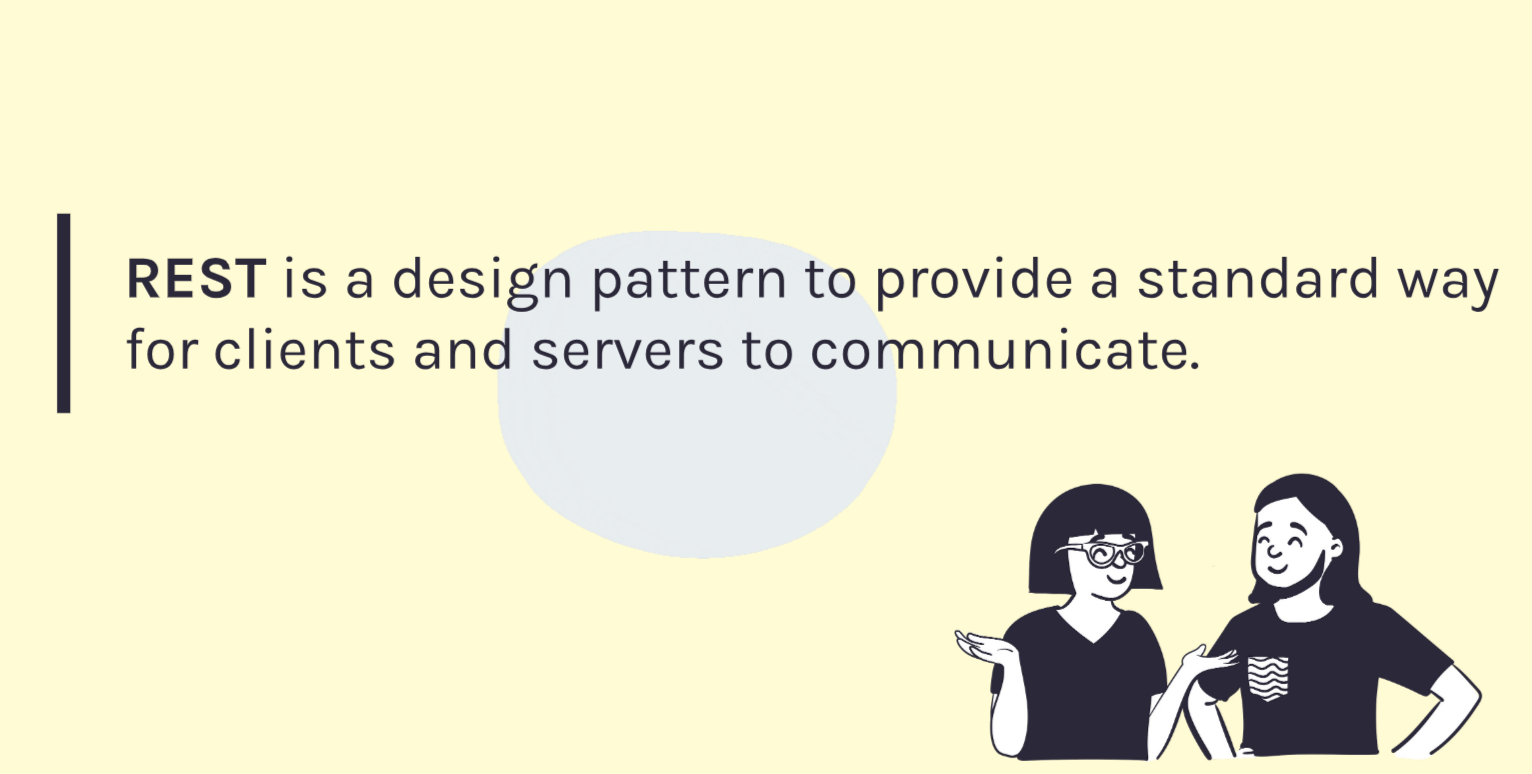 REST is a design pattern to provide a standard way
for clients and servers to communicate.